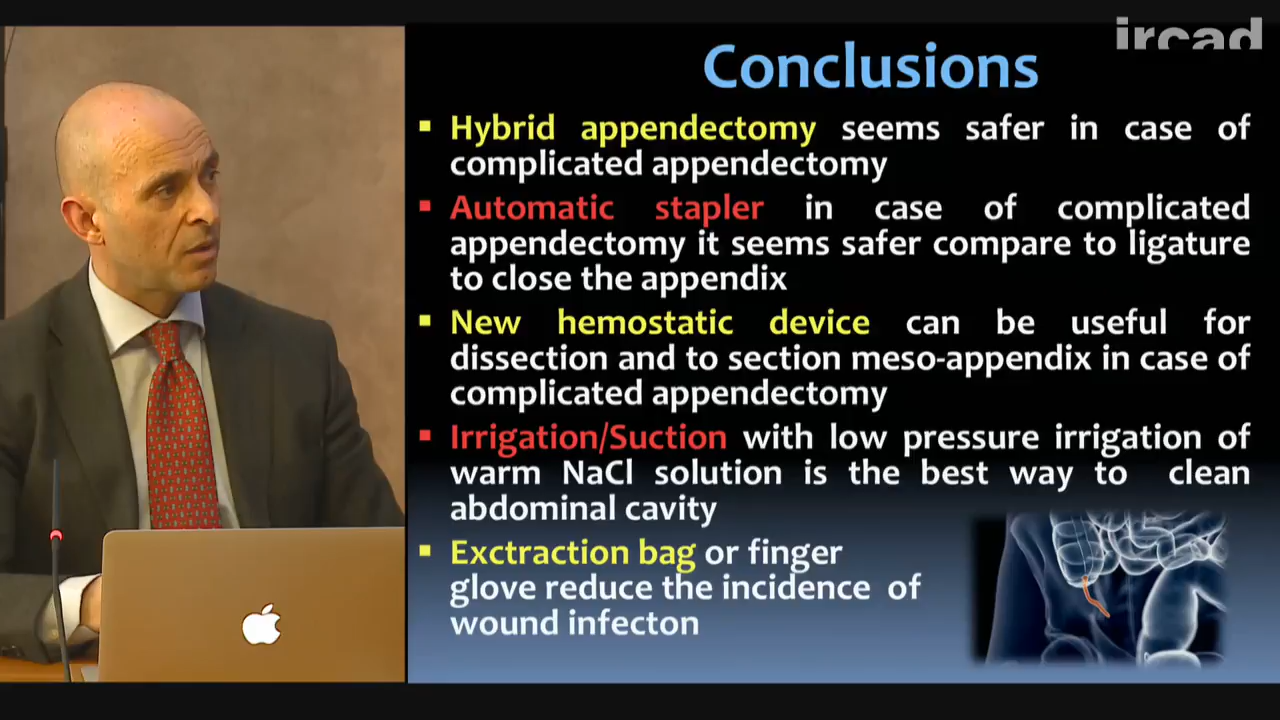 ircad
Conclusions
▪ Hybrid appendectomy seems safer in case of
complicated appendectomy
▪ Automatic stapler in case of complicated
appendectomy it seems safer compare to ligature
to close the appendix
▪ New hemostatic device can be useful for
dissection and to section meso-appendix in case of
complicated appendectomy
▪ Irrigation/Suction with low pressure irrigation of
warm NaCl solution is the best way to clean
abdominal cavity
▪ Exctraction bag or finger
glove reduce the incidence of
wound infecton